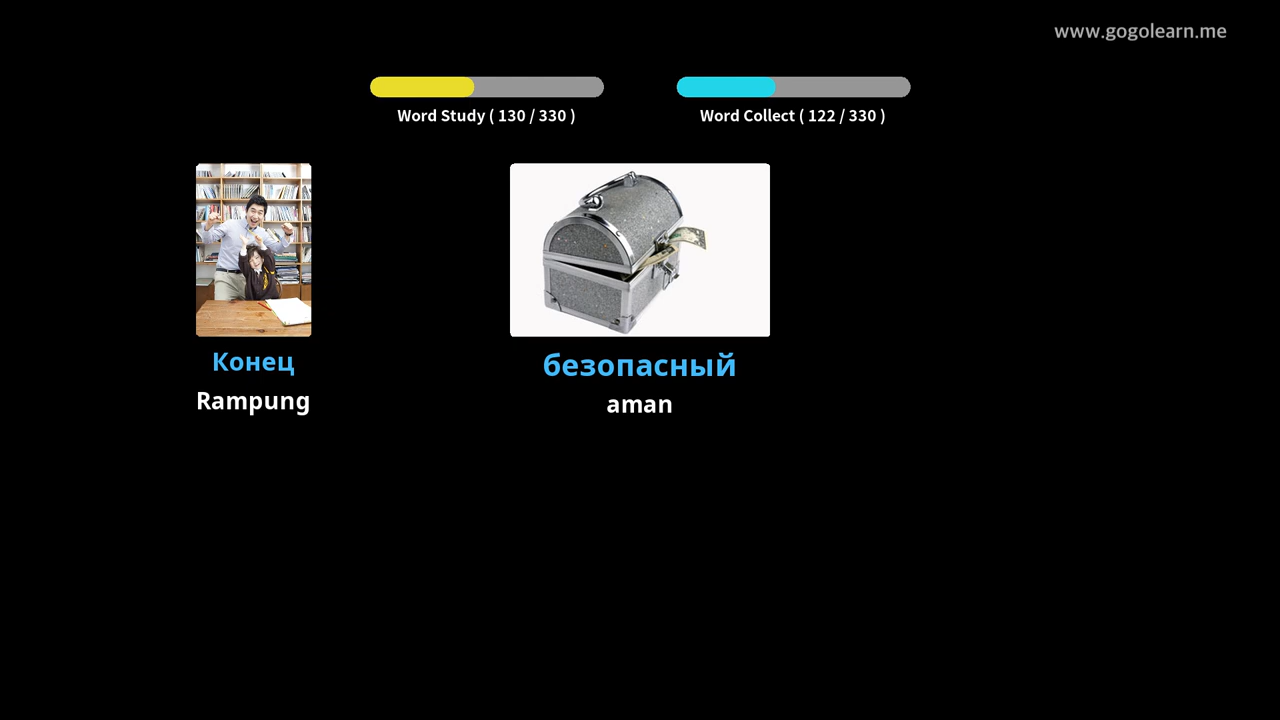 www.gogolearn.me
Word Study ( 130 / 330 )
Word Collect ( 122 / 330 )
Конец
Rampung
безопасный
aman